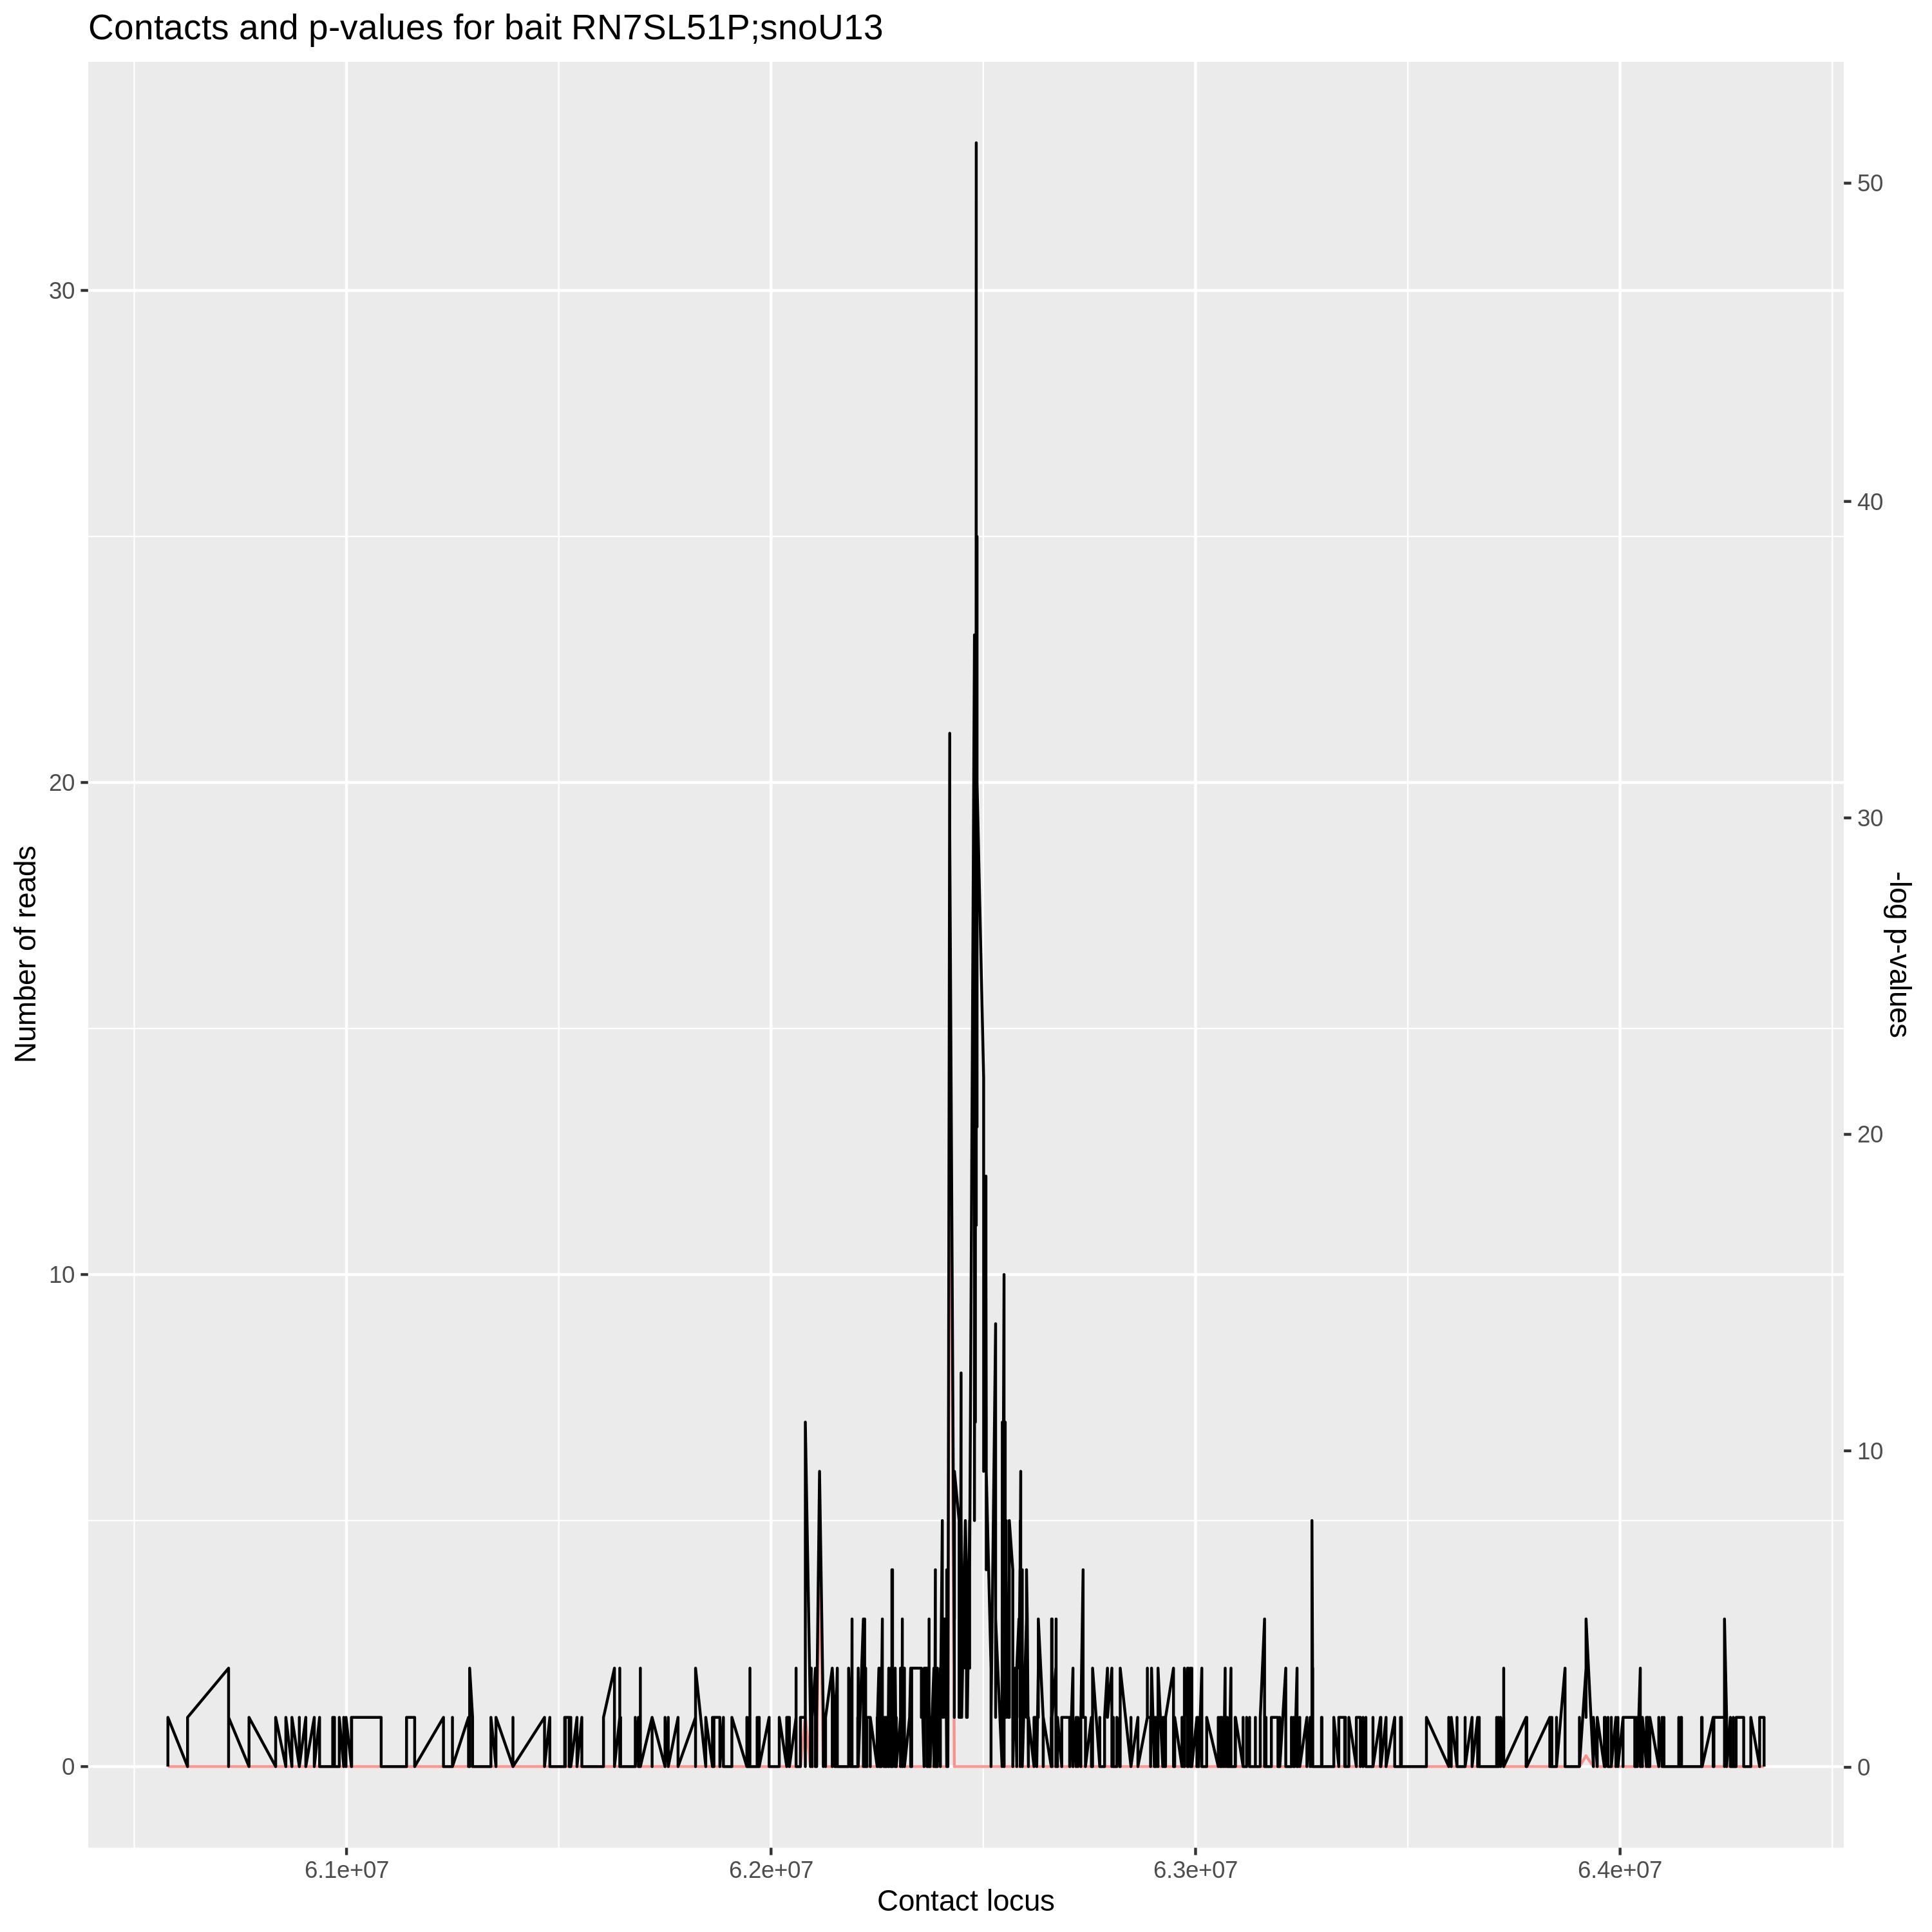 Contacts and p-values for bait RN7SL51P;snoU13
Number of reads
30
20
10
0
50
40
30
20
10
0
-log p-values
6.1e+07
6.2e+07
6.3e+07
6.4e+07
Contact locus